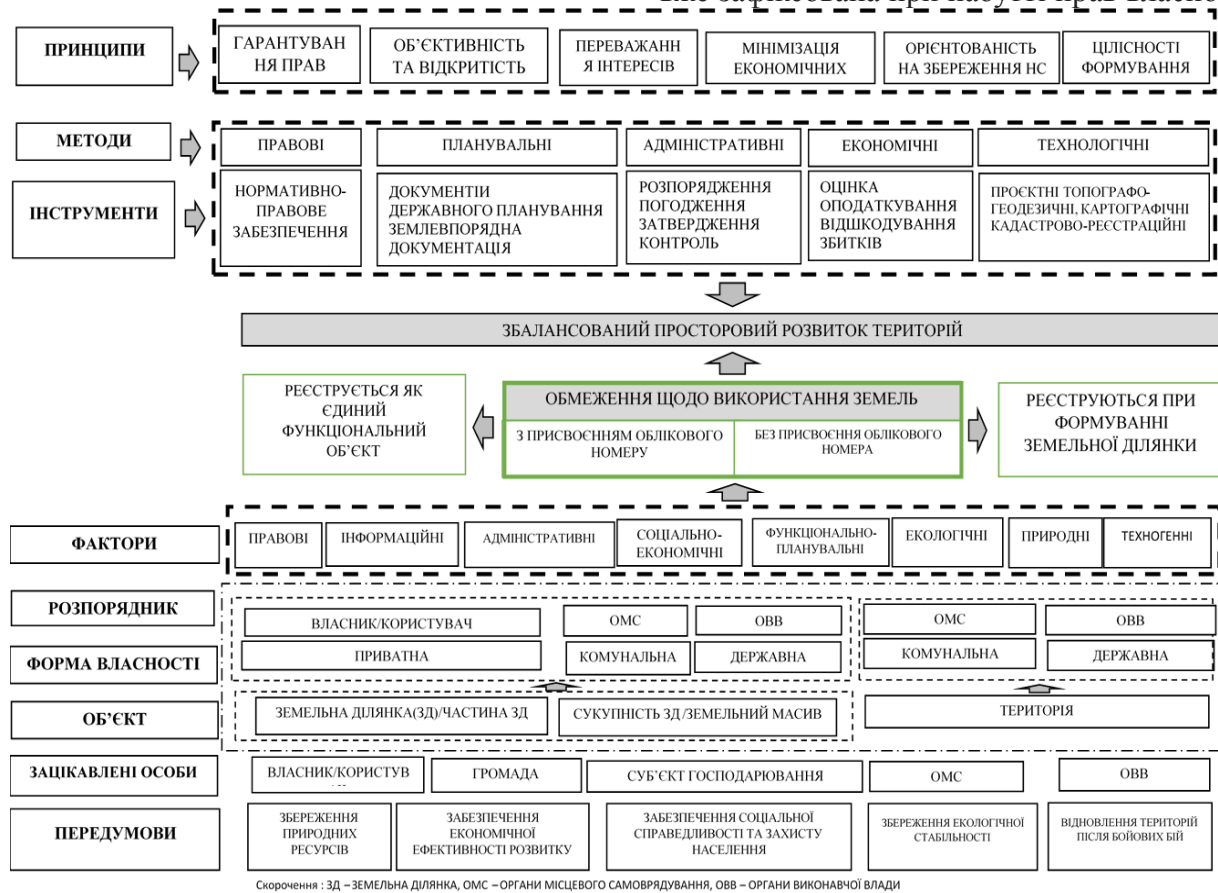 вже зафіксована при набутті прав власно
ПРИНЦИПИ
ГАРАНТУВАН
НЯ ПРАВ
ОБ’ЄКТИВНІСТЬ
ТА ВІДКРИТІСТЬ
ПЕРЕВАЖАНН
Я ІНТЕРЕСІВ
МІНІМІЗАЦІЯ
ЕКОНОМІЧНИХ
ОРІЄНТОВАНІСТЬ
НА ЗБЕРЕЖЕННЯ НС
ЦІЛІСНОСТІ
ФОРМУВАННЯ
МЕТОДИ
ПРАВОВІ
ПЛАНУВАЛЬНІ
АДМІНІСТРАТИВНІ
ЕКОНОМІЧНІ
ТЕХНОЛОГІЧНІ
ІНСТРУМЕНТИ
НОРМАТИВНО-
ПРАВОВЕ
ЗАБЕЗПЕЧЕННЯ
ДОКУМЕНТІИ
ДЕРЖАВНОГО ПЛАНУВАННЯ
ЗЕМЛЕВПОРДНА
ДОКУМЕНТАЦІЯ
РОЗПОРЯДЖЕННЯ
ПОГОДЖЕННЯ
ЗАТВЕРДЖЕННЯ
КОНТРОЛЬ
ОЦІНКА
ОПОДАТКУВАННЯ
ВІДШКОДУВАННЯ
ЗБИТКІВ
ПРОЄКТНІ ТОПОГРАФО-
ГЕОДЕЗИЧНІ, КАРТОГРАФІЧНІ
КАДАСТРОВО-РЕЄСТРАЦІЙНІ
ЗБАЛАНСОВАНИЙ ПРОСТОРОВИЙ РОЗВИТОК ТЕРИТОРІЙ
РЕЄСТРУЄТЬСЯ ЯК
ЄДИНИЙ
ФУНКЦІОНАЛЬНИЙ
ОБ’ЄКТ
ОБМЕЖЕННЯ ЩОДО ВИКОРИСТАННЯ ЗЕМЕЛЬ
З ПРИСВОЄННЯМ ОБЛІКОВОГО
НОМЕРУ
БЕЗ ПРИСВОЄННЯ ОБЛІКОВОГО
НОМЕРА
РЕЄСТРУЮТЬСЯ ПРИ
ФОРМУВАННІ
ЗЕМЕЛЬНОЇ ДІЛЯНКИ
ФАКТОРИ
ПРАВОВІ
ІНФОРМАЦІЙНІ
АДМІНІСТРАТИВНІ
СОЦІАЛЬНО-
ЕКОНОМІЧНІ
ФУНКЦІОНАЛЬНО-
ПЛАНУВАЛЬНІ
ЕКОЛОГІЧНІ
ПРИРОДНІ
ТЕХНОГЕННІ
РОЗПОРЯДНИК
ВЛАСНИК/КОРИСТУВАЧ
ОМС
ОВВ
ОМС
ОВВ
ФОРМА ВЛАСНОСТІ
ПРИВАТНА
КОМУНАЛЬНА
ДЕРЖАВНА
КОМУНАЛЬНА
ДЕРЖАВНА
ОБ’ЄКТ
ЗЕМЕЛЬНА ДІЛЯНКА(ЗД)/ЧАСТИНА ЗД
СУКУПНІСТЬ ЗД/ЗЕМЕЛЬНИЙ МАСИВ
ТЕРИТОРІЯ
ЗАЦІКАВЛЕНІ ОСОБИ
ВЛАСНИК/КОРИСТУВ
ГРОМАДА
СУБ’ЄКТ ГОСПОДАРЮВАННЯ
ОМС
ОВВ
ПЕРЕДУМОВИ
ЗБЕРЕЖЕННЯ
ПРИРОДНИХ
РЕСУРСІВ
ЗАБЕЗПЕЧЕННЯ
ЕКОНОМІЧНОЇ
ЕФЕКТИВНОСТІ РОЗВИТКУ
ЗАБЕЗПЕЧЕННЯ СОЦІАЛЬНОЇ
СПРАВЕДЛИВОСТІ ТА ЗАХИСТУ
НАСЕЛЕННЯ
ЗБЕРЕЖЕННЯ ЕКОЛОГІЧНОЇ
СТАБІЛЬНОСТІ
ВІДНОВЛЕННЯ ТЕРИТОРІЙ
ПІСЛЯ БОЙОВИХ БІЙ
Скорочення : ЗД – ЗЕМЕЛЬНА ДІЛЯНКА, ОМС – ОРГАНИ МІСЦЕВОГО САМОВРЯДУВАННЯ, ОВВ – ОРГАНИ ВИКОНАВЧОЇ ВЛАДИ